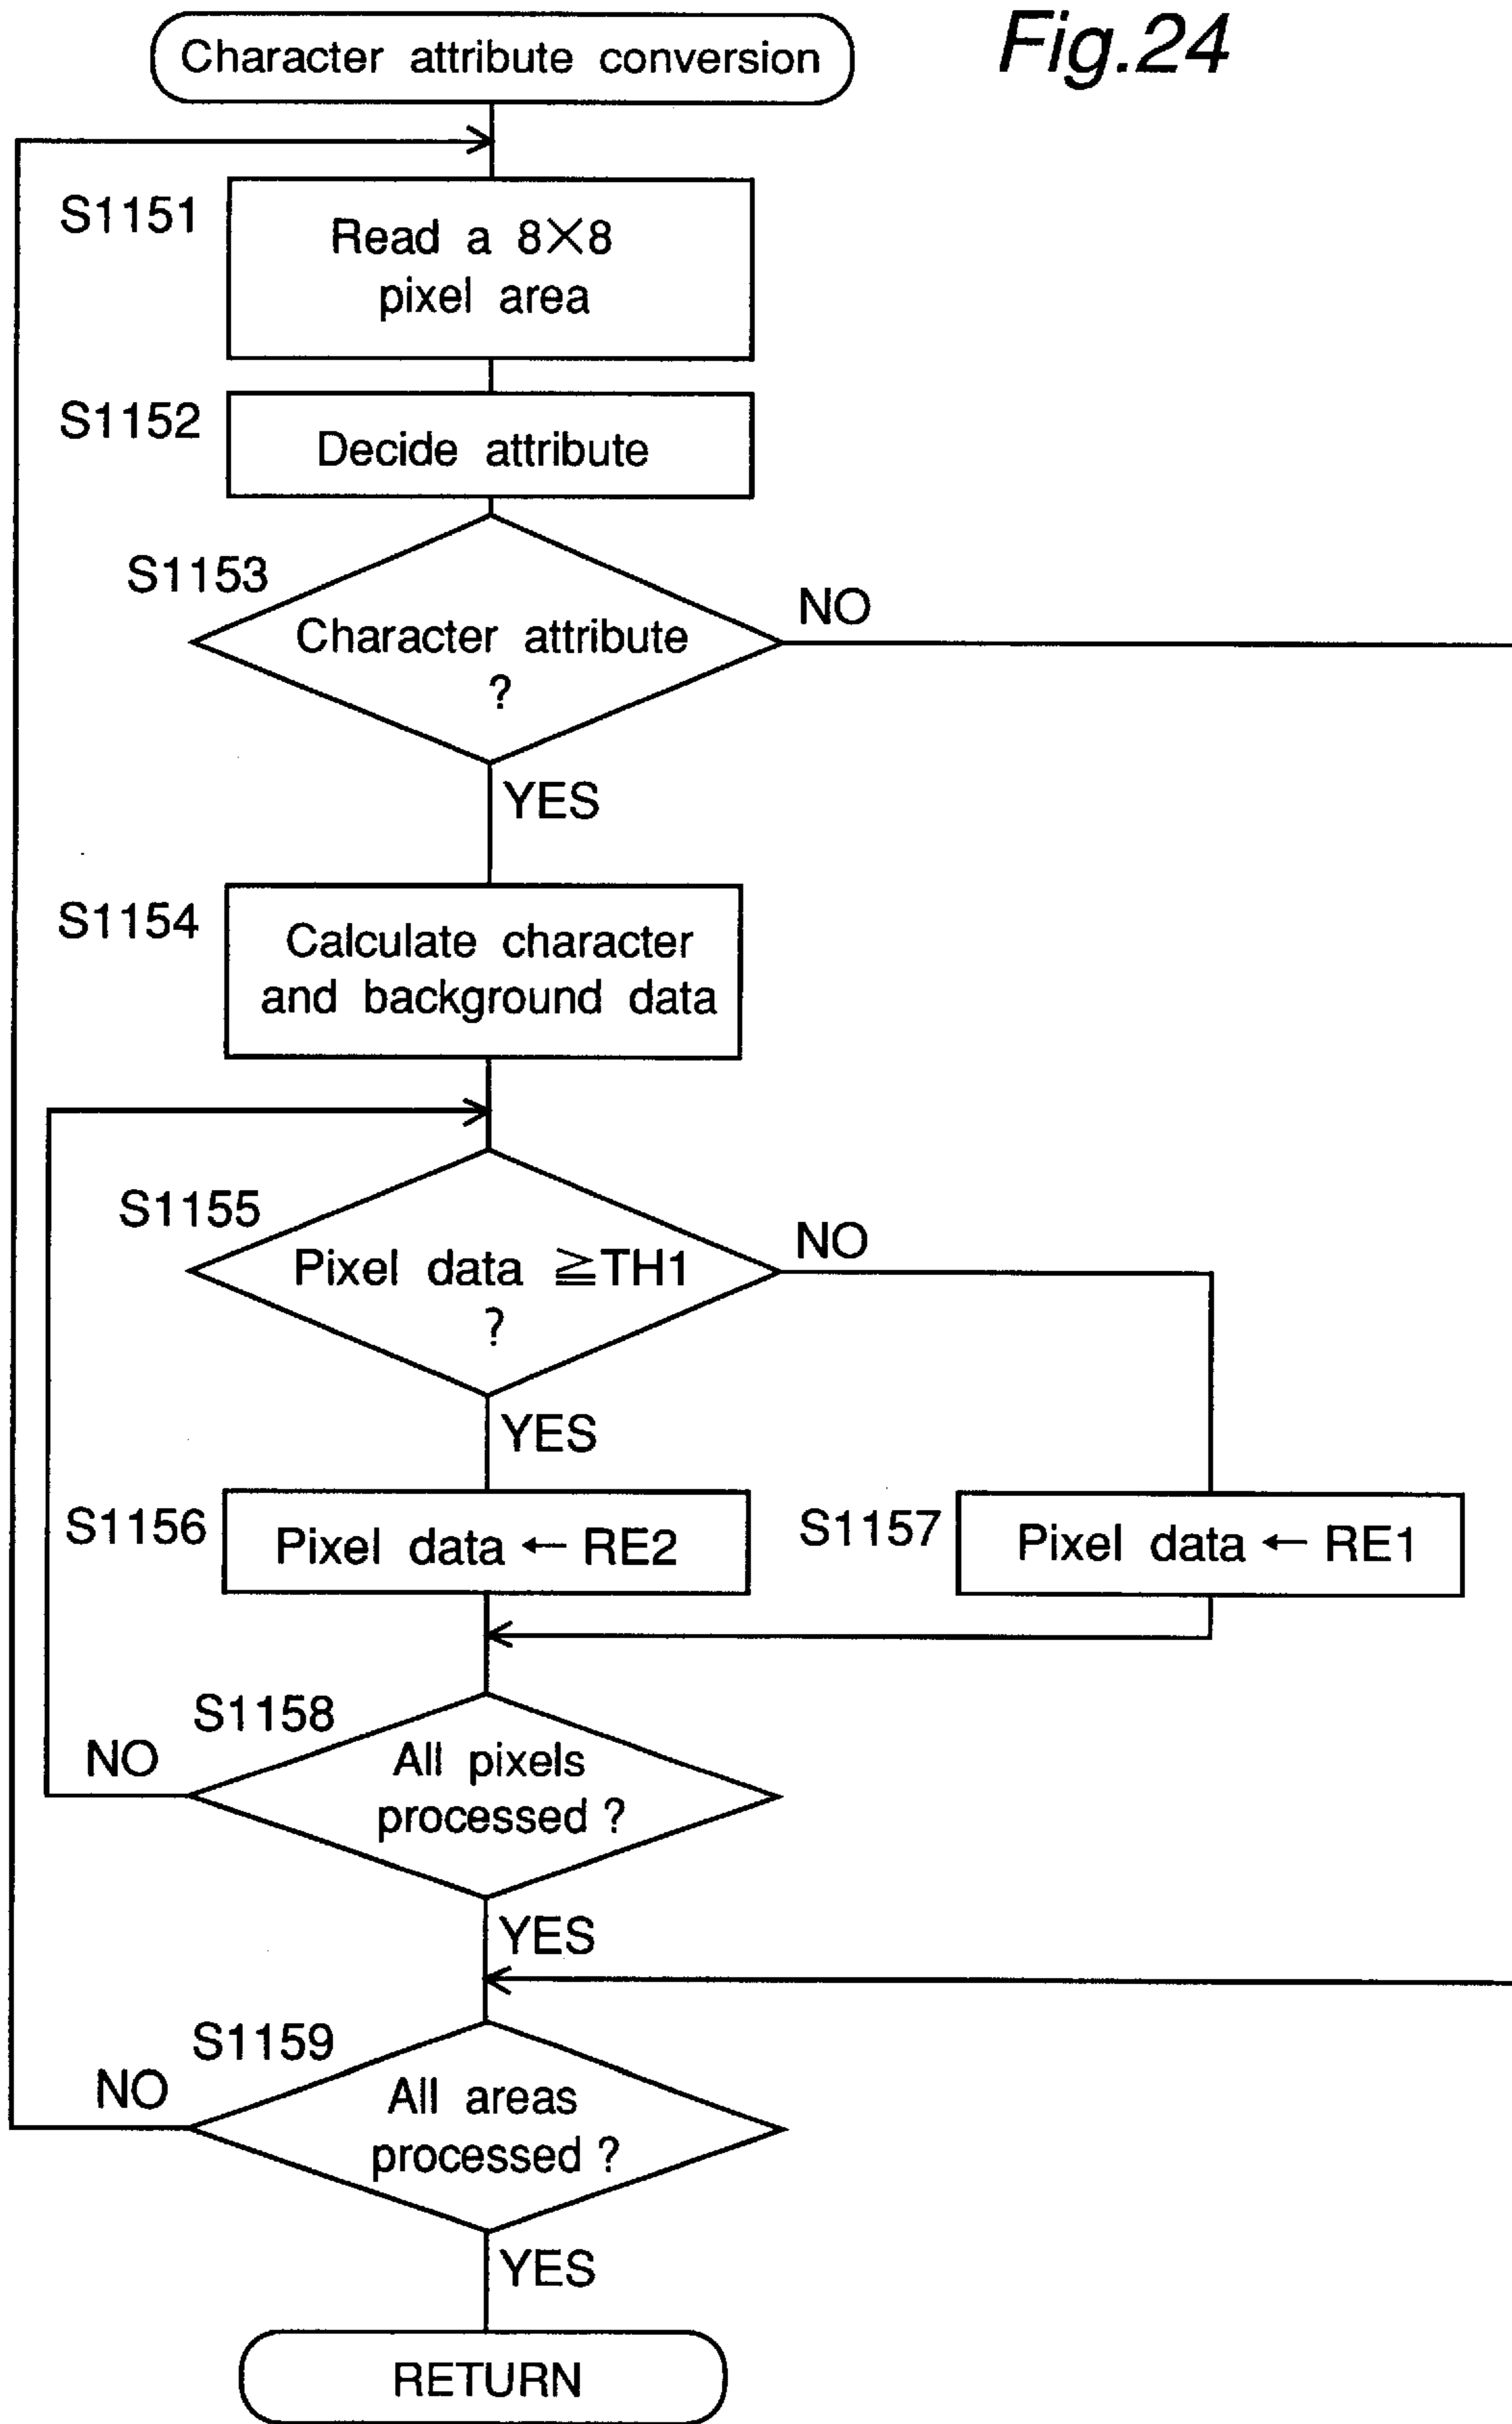 Fig.24
Character attribute conversion
S1151
Read a 8×8
pixel area
S1152
Decide attribute
S1153
Character attribute
?
NO
YES
S1154
Calculate character
and background data
S1155
Pixel data ≧TH1
?
NO
YES
S1156
Pixel data ← RE2
S1157
Pixel data ← RE1
S1158
All pixels
processed ?
NO
YES
S1159
All areas
processed ?
NO
YES
RETURN